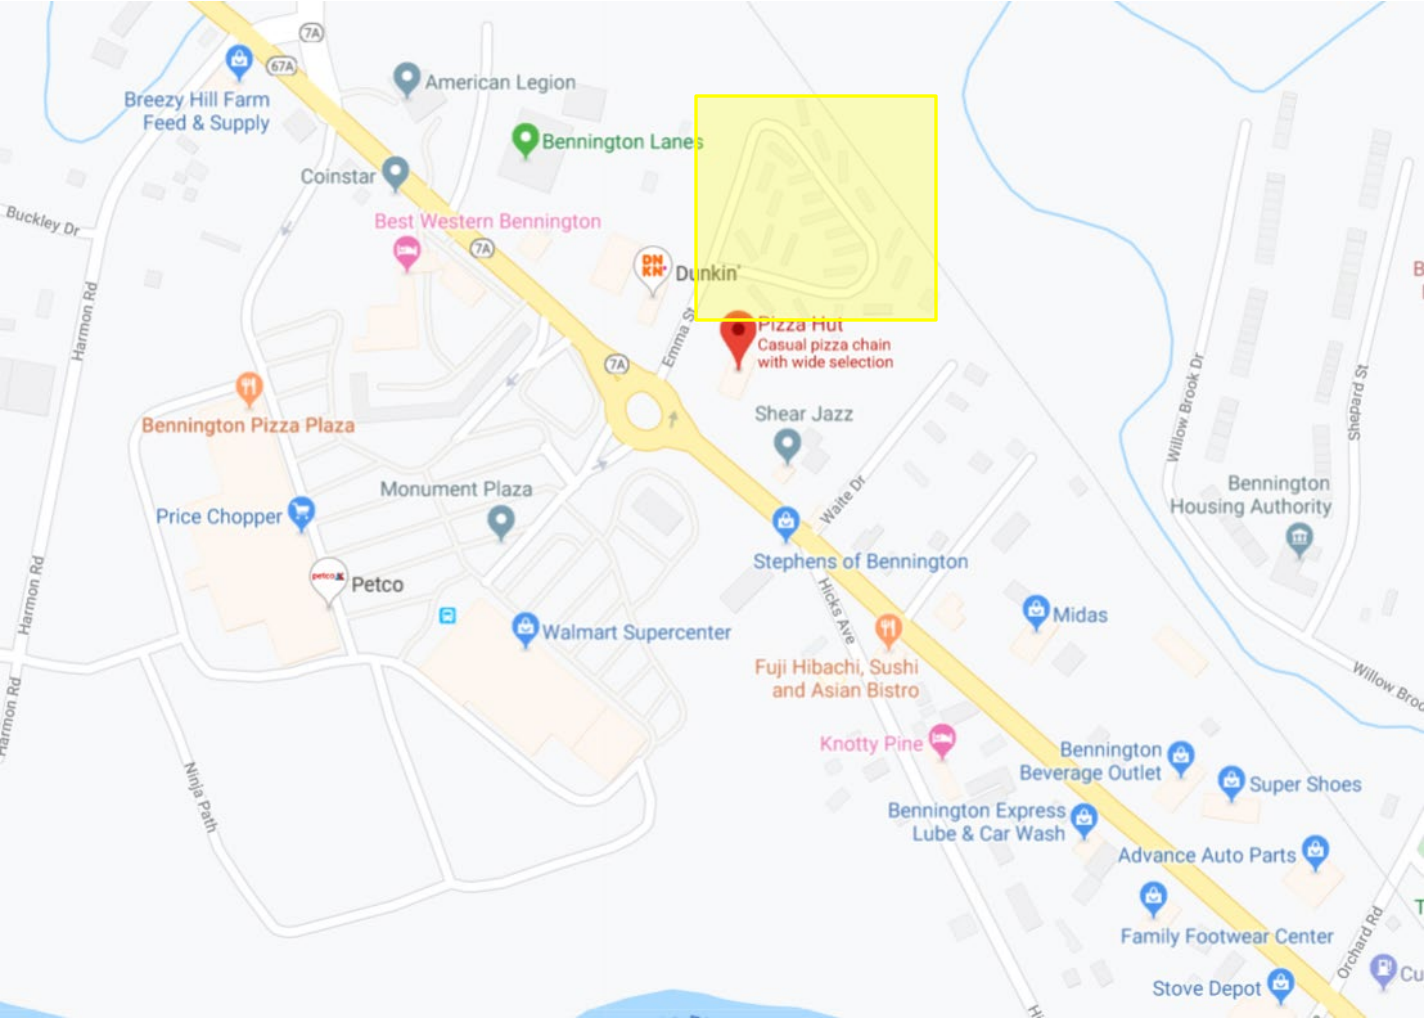 7A
67A
Breezy Hill Farm
Feed & Supply
American Legion
Bennington Lanes
Coinstar
Buckley Dr
Best Western Bennington
7A
DN
KN'
Dunkin'
Harmon Rd
Emma St
Pizza Hut
Casual pizza chain
with wide selection
7A
Bennington Pizza Plaza
Shear Jazz
Willow Brook Dr
Shepard St
Bennington
Housing Authority
Monument Plaza
Price Chopper
Waite Dr
Stephens of Bennington
petco
Petco
Harmon Rd
Hicks Ave
Walmart Supercenter
Midas
Fuji Hibachi, Sushi
and Asian Bistro
Willow Broo
Harmon Rd
Knotty Pine
Bennington
Beverage Outlet
Super Shoes
Ninja Path
Bennington Express
Lube & Car Wash
Advance Auto Parts
Family Footwear Center
Orchard Rd
Stove Depot
Cu
Hi
B
T